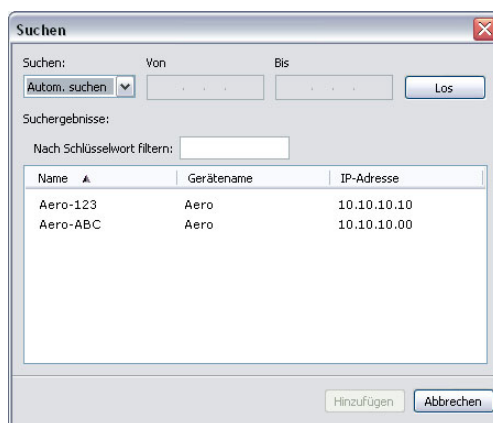 Suchen
Suchen: Von Bis
Autom. suchen . . . . . . Los
Suchergebnisse:
Nach Schlüsselwort filtern:
Name Gerätename IP-Adresse
Aero-123 Aero 10.10.10.10
Aero-ABC Aero 10.10.10.00
Hinzufügen Abbrechen